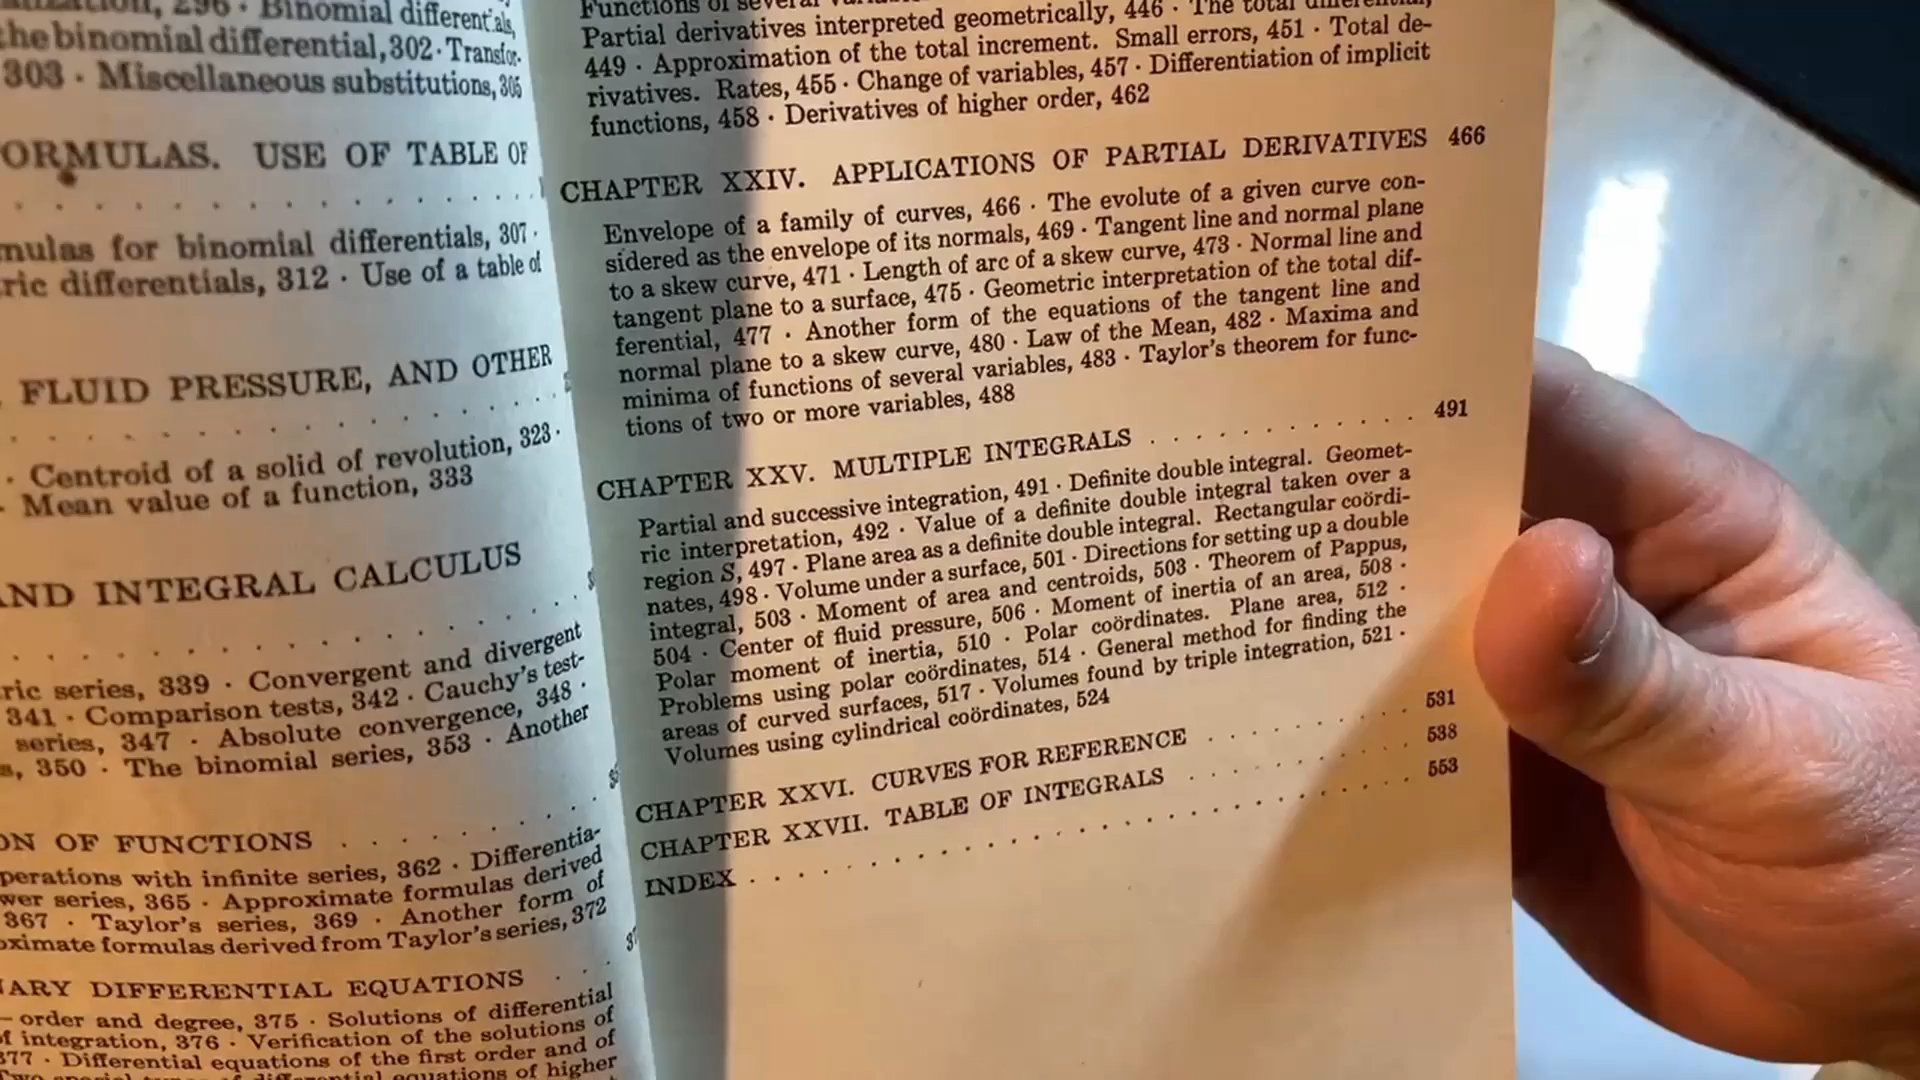 ization, 296 · Binomial differentials,
the binomial differential, 302 · Transfor-
303 · Miscellaneous substitutions, 305
ORMULAS. USE OF TABLE OF
mulas for binomial differentials, 307 ·
ric differentials, 312 · Use of a table of
FLUID PRESSURE, AND OTHER
· Centroid of a solid of revolution, 323 ·
· Mean value of a function, 333
AND INTEGRAL CALCULUS
ric series, 339 · Convergent and divergent
341 · Comparison tests, 342 · Cauchy's test-
series, 347 · Absolute convergence, 348 ·
s, 350 · The binomial series, 353 · Another
ON OF FUNCTIONS
perations with infinite series, 362 · Differentia-
wer series, 365 · Approximate formulas derived
367 · Taylor's series, 369 · Another form of
oximate formulas derived from Taylor's series, 372
ARY DIFFERENTIAL EQUATIONS
—order and degree, 375 · Solutions of differential
f integration, 376 · Verification of the solutions of
377 · Differential equations of the first order and of
differential equations of higher
Functions of several
Partial derivatives interpreted geometrically, 446 · The total differential,
449 · Approximation of the total increment. Small errors, 451 · Total de-
rivatives. Rates, 455 · Change of variables, 457 · Differentiation of implicit
functions, 458 · Derivatives of higher order, 462
CHAPTER XXIV. APPLICATIONS OF PARTIAL DERIVATIVES 466
Envelope of a family of curves, 466 · The evolute of a given curve con-
sidered as the envelope of its normals, 469 · Tangent line and normal plane
to a skew curve, 471 · Length of arc of a skew curve, 473 · Normal line and
tangent plane to a surface, 475 · Geometric interpretation of the total dif-
ferential, 477 · Another form of the equations of the tangent line and
normal plane to a skew curve, 480 · Law of the Mean, 482 · Maxima and
minima of functions of several variables, 483 · Taylor's theorem for func-
tions of two or more variables, 488
CHAPTER XXV. MULTIPLE INTEGRALS . . . . . . . . . . . 491
Partial and successive integration, 491 · Definite double integral. Geomet-
ric interpretation, 492 · Value of a definite double integral taken over a
region S, 497 · Plane area as a definite double integral. Rectangular coördi-
nates, 498 · Volume under a surface, 501 · Directions for setting up a double
integral, 503 · Moment of area and centroids, 503 · Theorem of Pappus,
504 · Center of fluid pressure, 506 · Moment of inertia of an area, 508 ·
Polar moment of inertia, 510 · Polar coördinates. Plane area, 512 ·
Problems using polar coördinates, 514 · General method for finding the
areas of curved surfaces, 517 · Volumes found by triple integration, 521 ·
Volumes using cylindrical coördinates, 524
CHAPTER XXVI. CURVES FOR REFERENCE . . . . . . . . 531
CHAPTER XXVII. TABLE OF INTEGRALS . . . . . . . . . 538
INDEX . . . . . . . . . . . . . . . . . . . . . . . . . 553